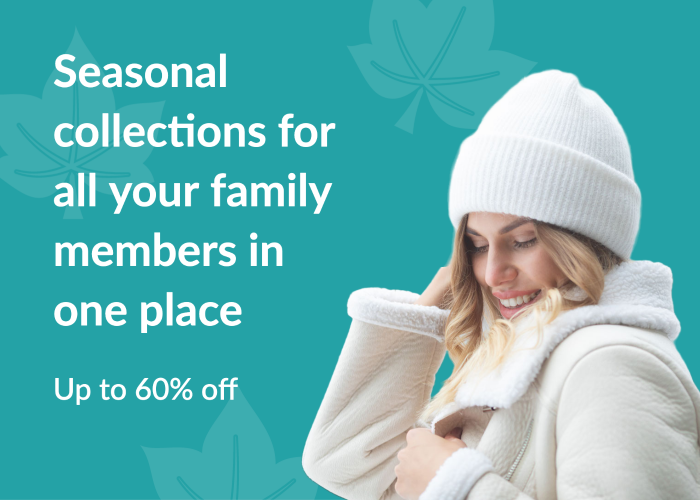 Seasonal
collections for
all your family
members in
one place
Up to 60% off